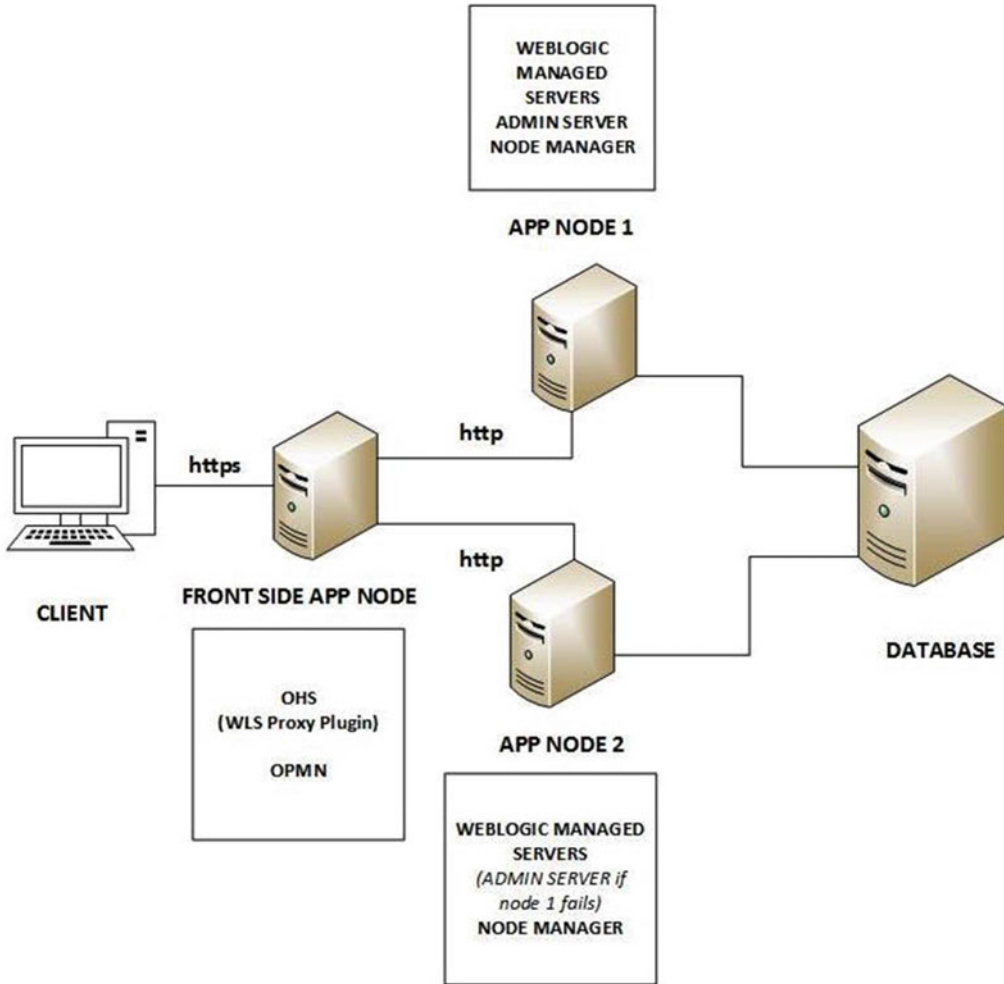 WEBLOGIC
MANAGED
SERVERS
ADMIN SERVER
NODE MANAGER
APP NODE 1
http
https
http
CLIENT
FRONT SIDE APP NODE
DATABASE
OHS
(WLS Proxy Plugin)
OPMN
APP NODE 2
WEBLOGIC MANAGED
SERVERS
(ADMIN SERVER if
node 1 fails)
NODE MANAGER